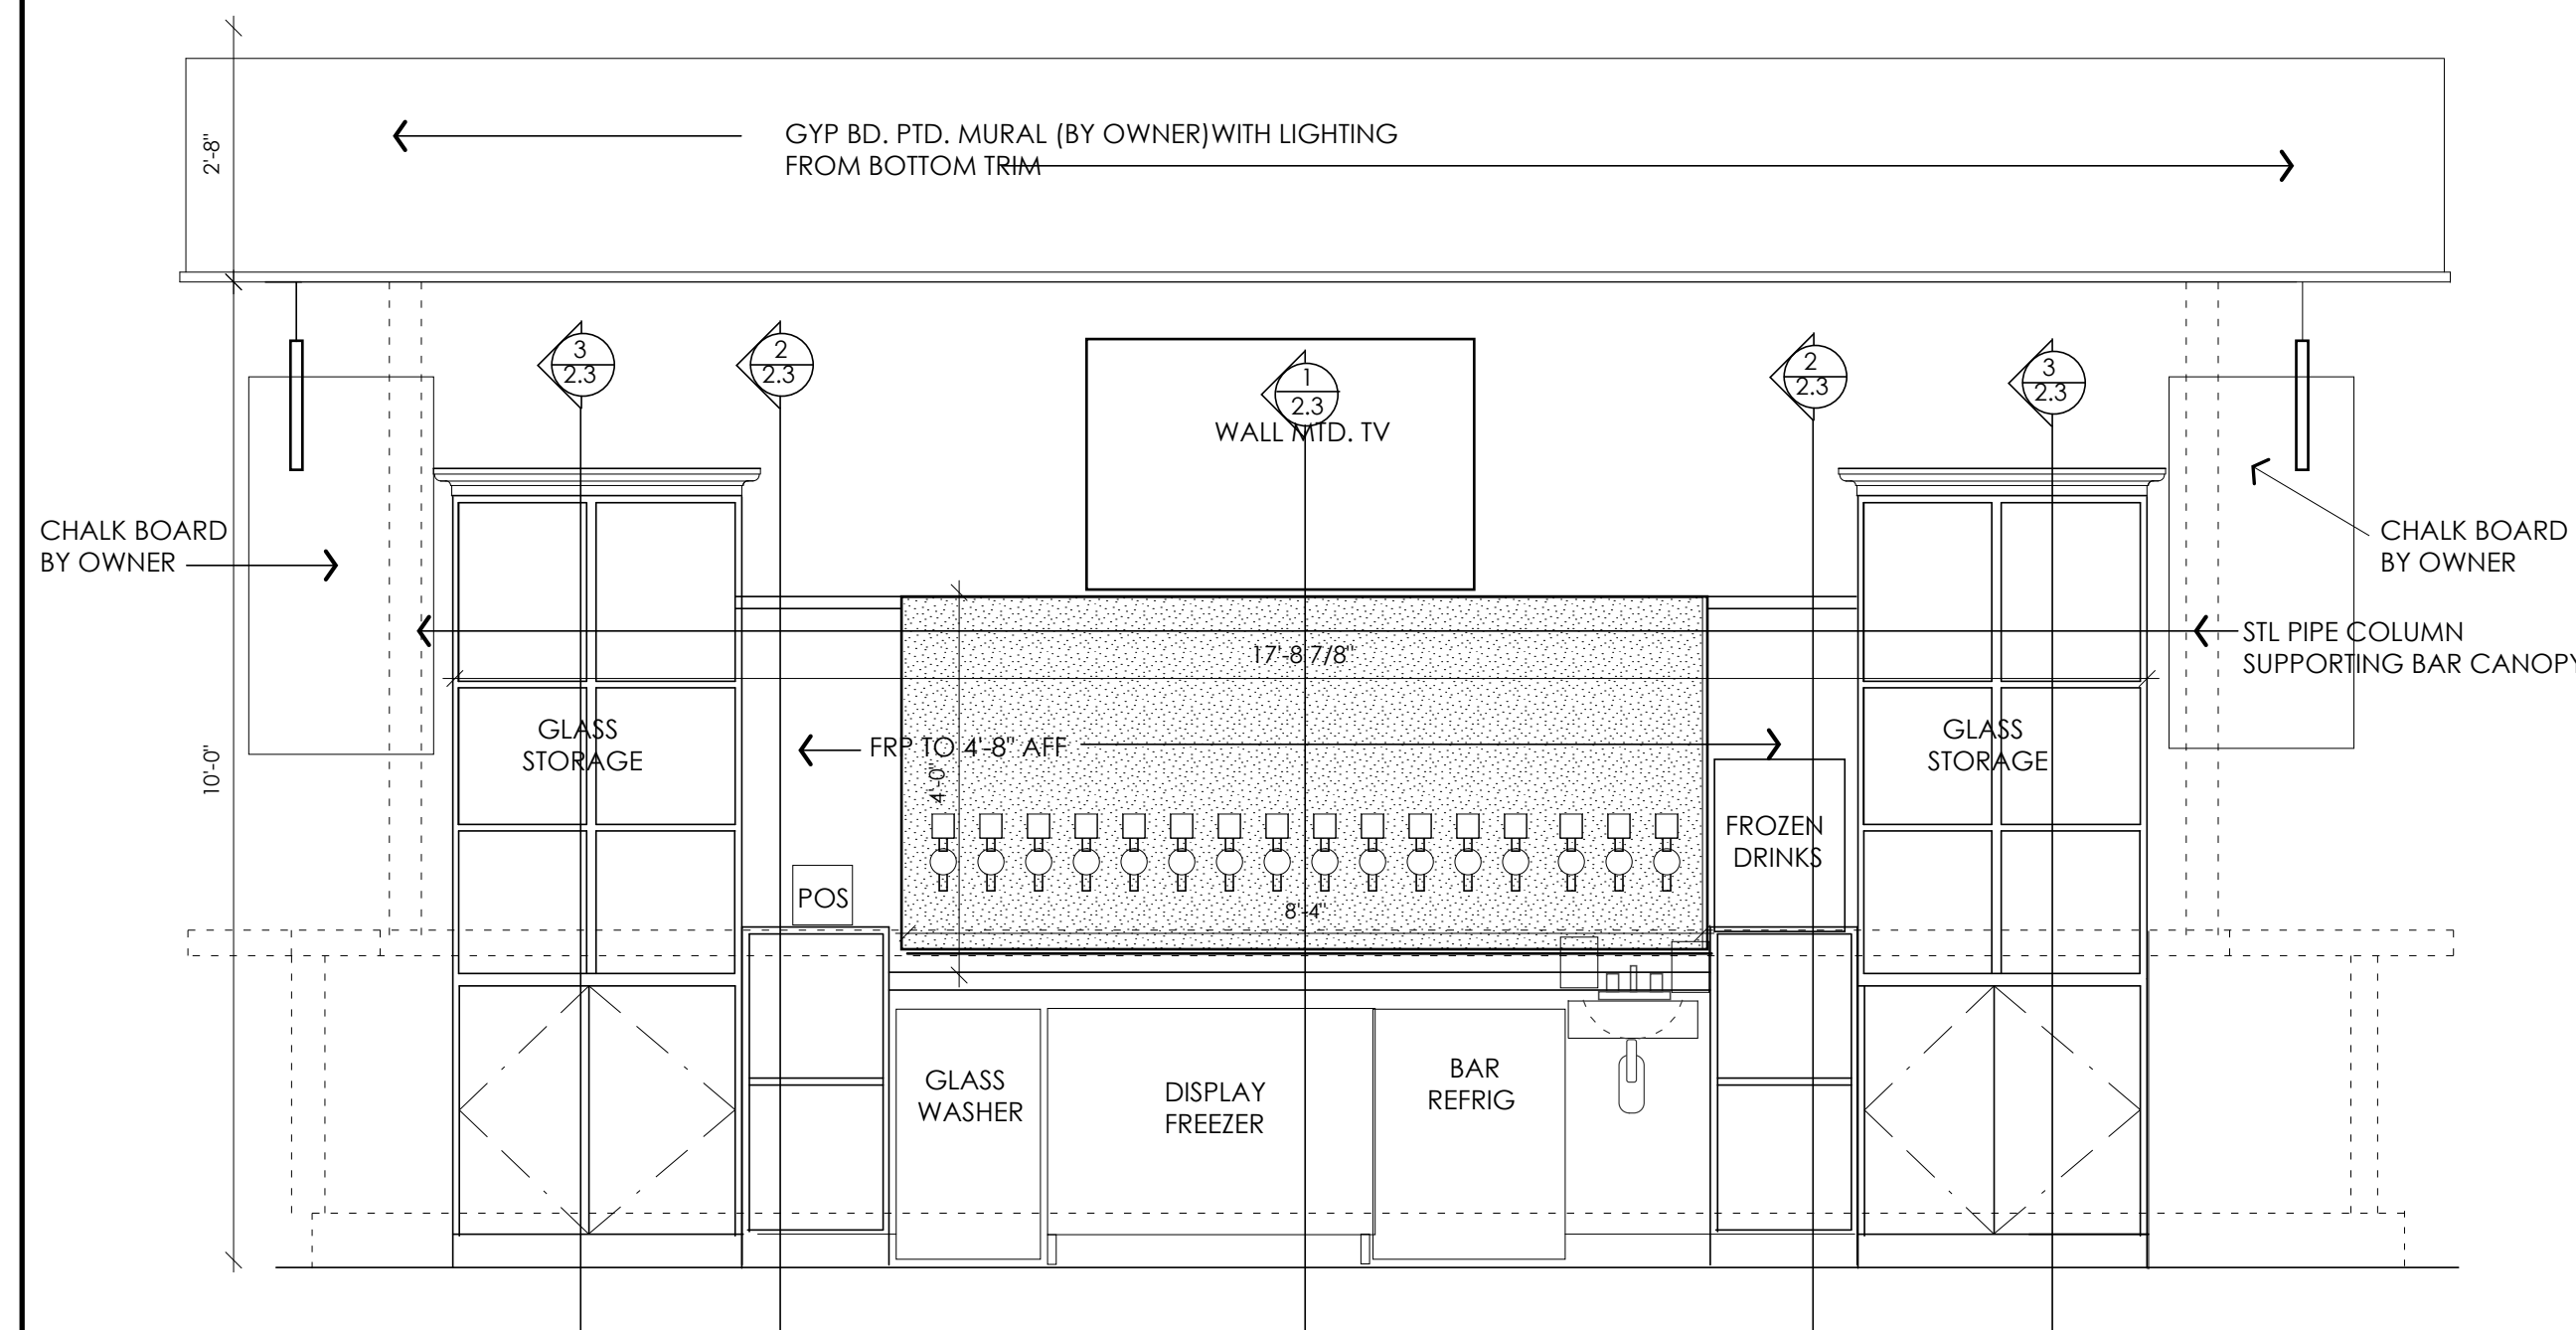 2'-8"
GYP BD. PTD. MURAL (BY OWNER)WITH LIGHTING
FROM BOTTOM TRIM
3
2.3
2
2.3
1
2.3
2
2.3
3
2.3
WALL MTD. TV
CHALK BOARD
BY OWNER
CHALK BOARD
BY OWNER
STL PIPE COLUMN
SUPPORTING BAR CANOPY
17'-8 7/8"
GLASS
STORAGE
FRP TO 4'-8" AFF
GLASS
STORAGE
10'-0"
4'-0"
FROZEN
DRINKS
POS
8'-4"
GLASS
WASHER
DISPLAY
FREEZER
BAR
REFRIG